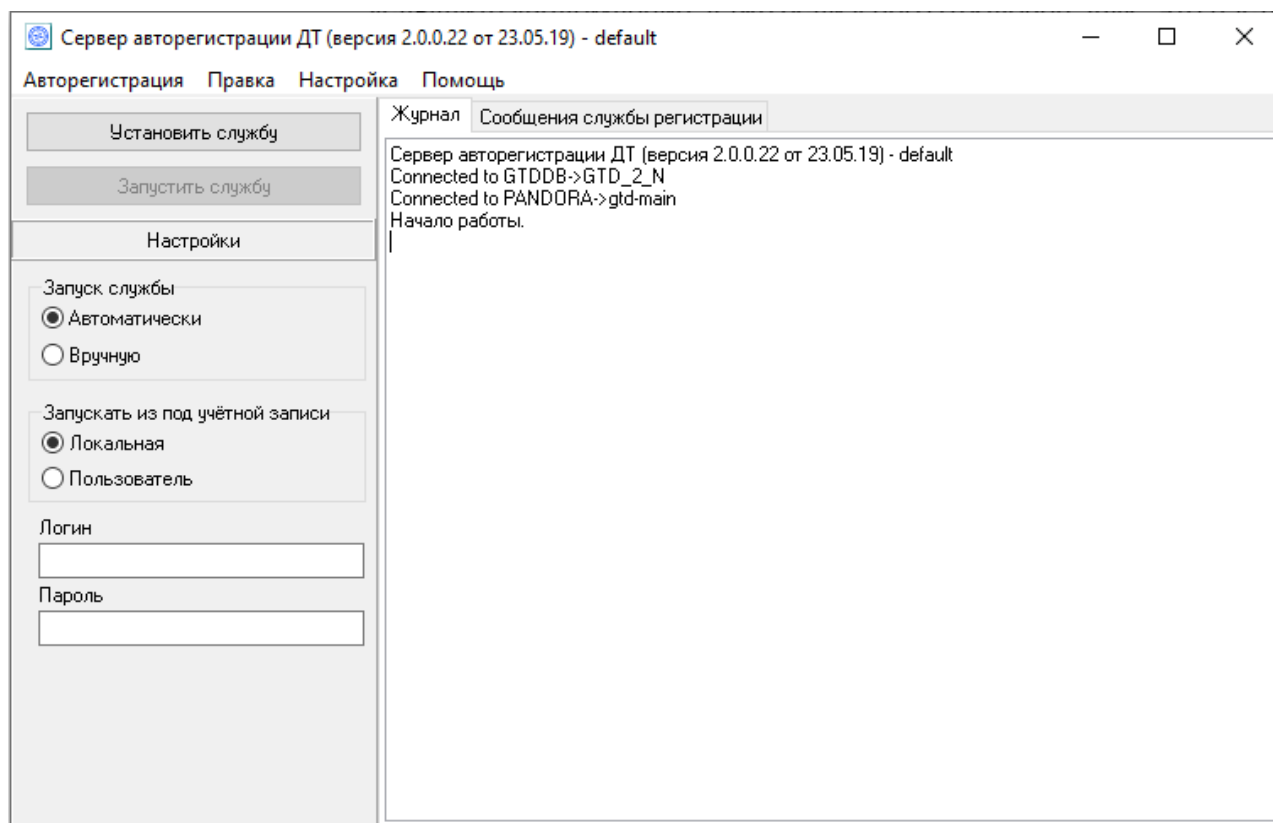 Сервер авторегистрации ДТ (версия 2.0.0.22 от 23.05.19) - default
Авторегистрация Правка Настройка Помощь
Установить службу
Запустить службу
Настройки
Запуск службы
Автоматически
Вручную
Запускать из под учётной записи
Локальная
Пользователь
Логин
Пароль
Журнал Сообщения службы регистрации
Сервер авторегистрации ДТ (версия 2.0.0.22 от 23.05.19) - default
Connected to GTDDB->GTD_2_N
Connected to PANDORA->gtd-main
Начало работы.